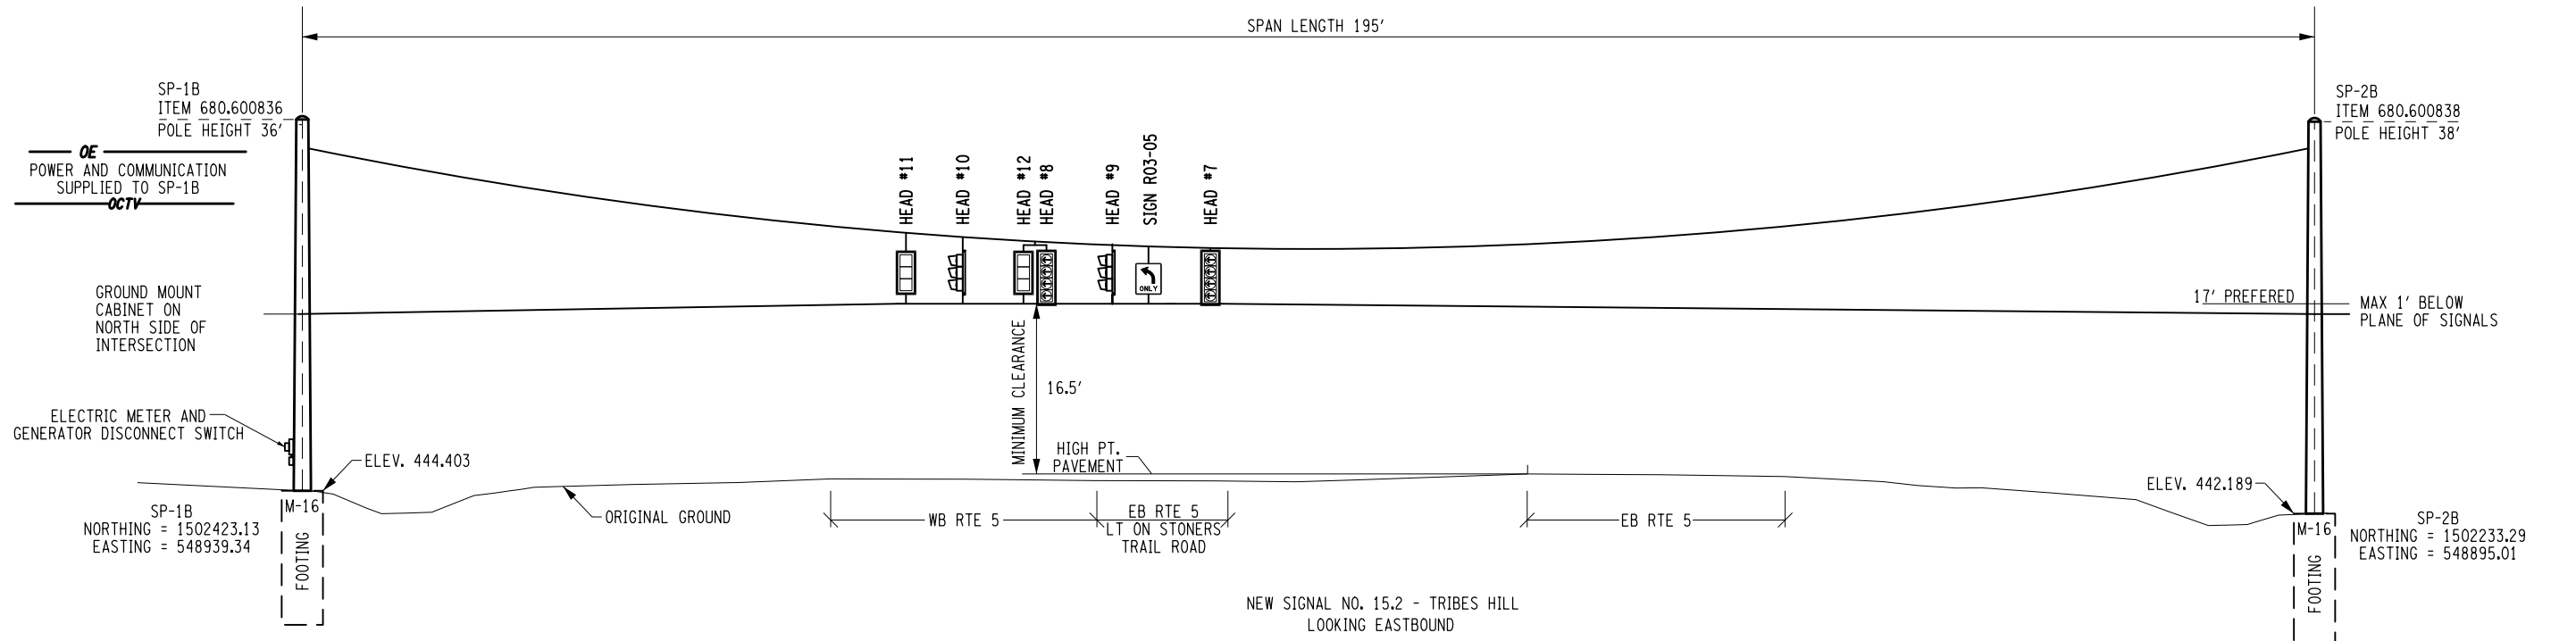 SPAN LENGTH 195'
SP-1B
ITEM 680.600836
POLE HEIGHT 36'
SP-2B
ITEM 680.600838
POLE HEIGHT 38'
OE
POWER AND COMMUNICATION
SUPPLIED TO SP-1B
OCTV
HEAD #11
HEAD #10
HEAD #12
HEAD #8
HEAD #9
SIGN R03-05
HEAD #7
ONLY
GROUND MOUNT
CABINET ON
NORTH SIDE OF
INTERSECTION
17' PREFERED
MAX 1' BELOW
PLANE OF SIGNALS
MINIMUM CLEARANCE
16.5'
ELECTRIC METER AND
GENERATOR DISCONNECT SWITCH
HIGH PT.
PAVEMENT
ELEV. 444.403
ELEV. 442.189
M-16
FOOTING
SP-1B
NORTHING = 1502423.13
EASTING = 548939.34
ORIGINAL GROUND
WB RTE 5
EB RTE 5
LT ON STONERS
TRAIL ROAD
EB RTE 5
M-16
FOOTING
SP-2B
NORTHING = 1502233.29
EASTING = 548895.01
NEW SIGNAL NO. 15.2 - TRIBES HILL
LOOKING EASTBOUND